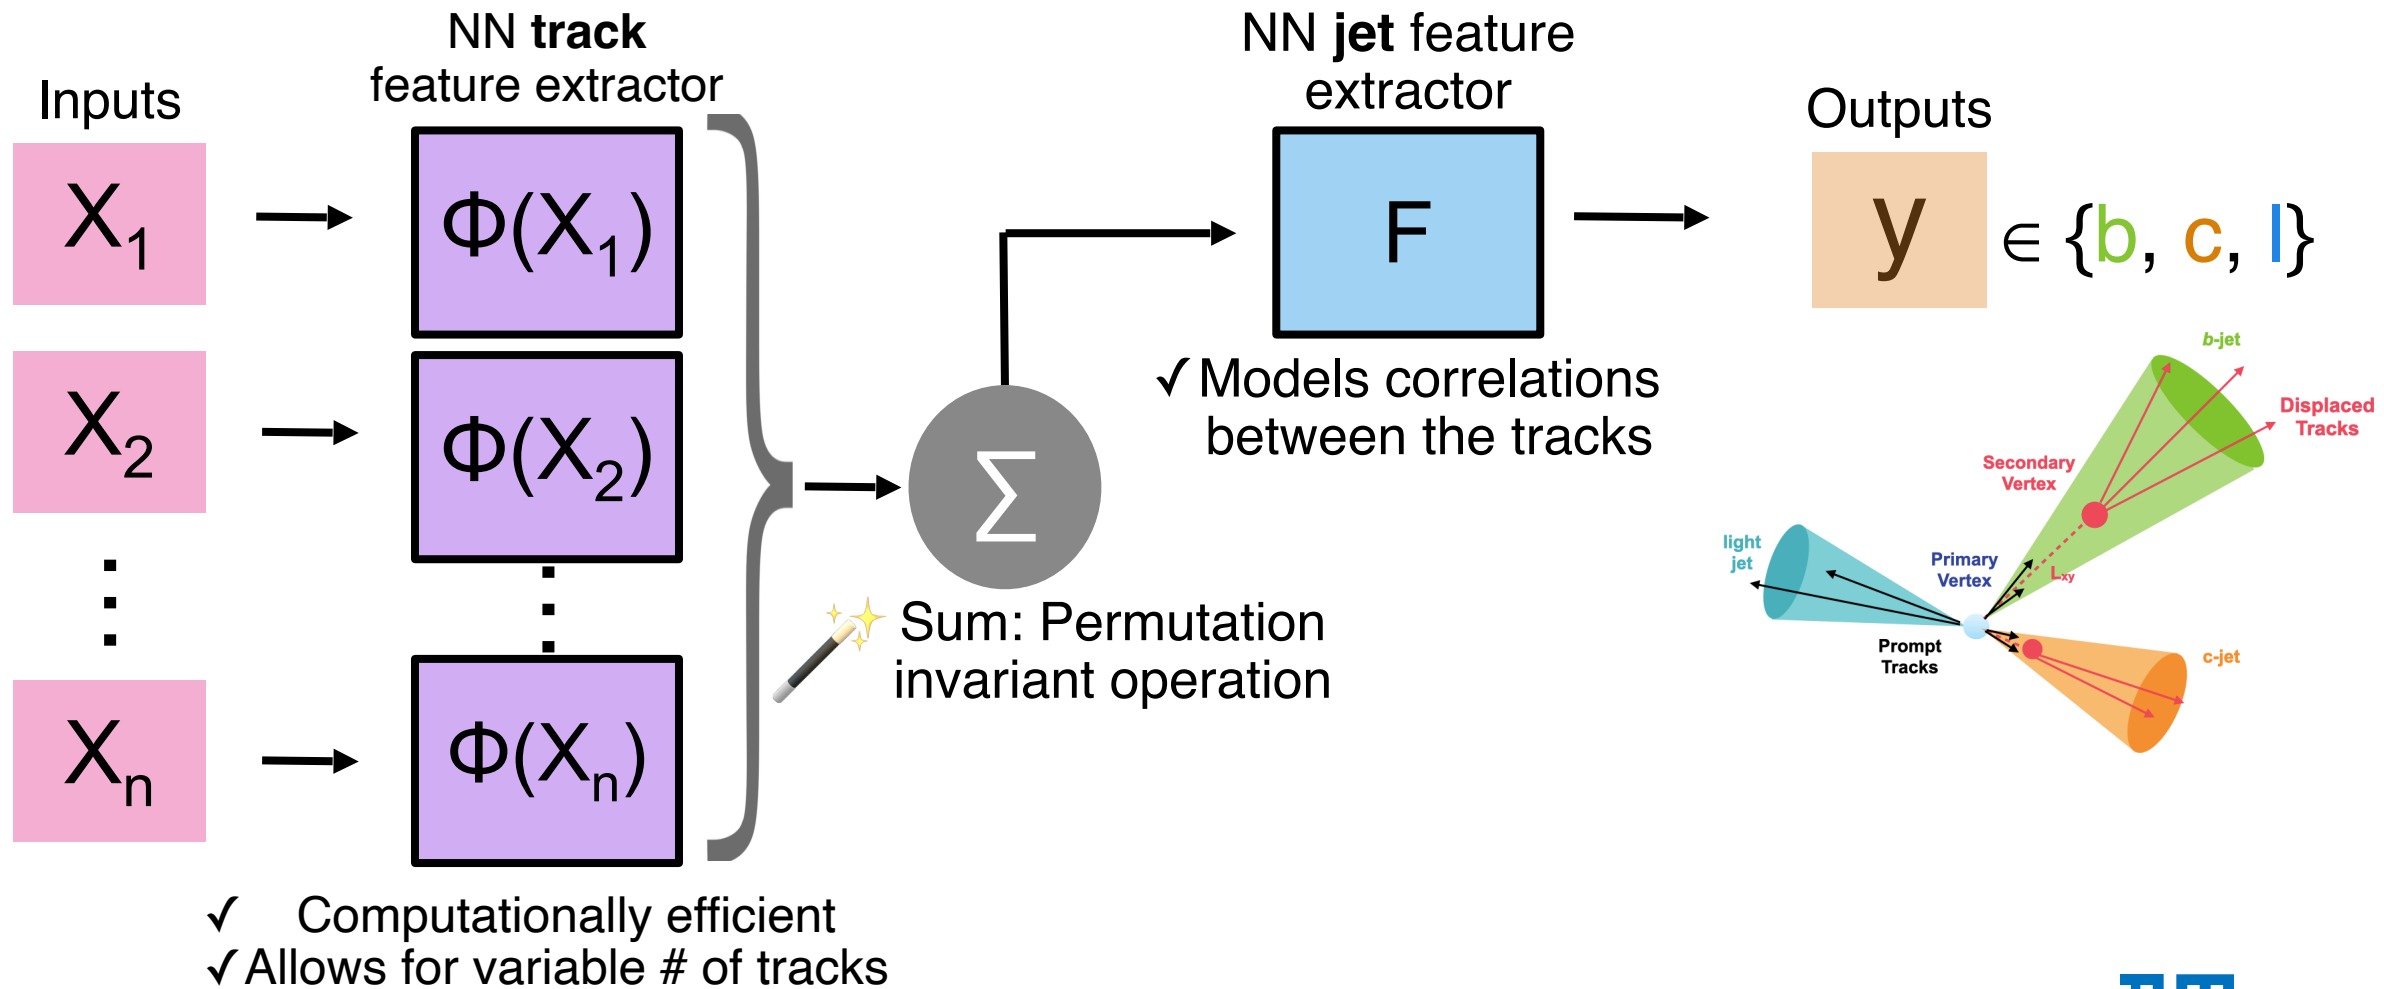 Inputs
NN track
feature extractor
NN jet feature
extractor
Outputs
X1
Φ(X1)
F
y ∈ {b, c, l}
X2
Φ(X2)
Σ
✓Models correlations
between the tracks
Xn
Φ(Xn)
Sum: Permutation
invariant operation
✓ Computationally efficient
✓Allows for variable # of tracks
b-jet
Displaced
Tracks
Secondary
Vertex
light
jet
Primary
Vertex
Lxy
Prompt
Tracks
c-jet